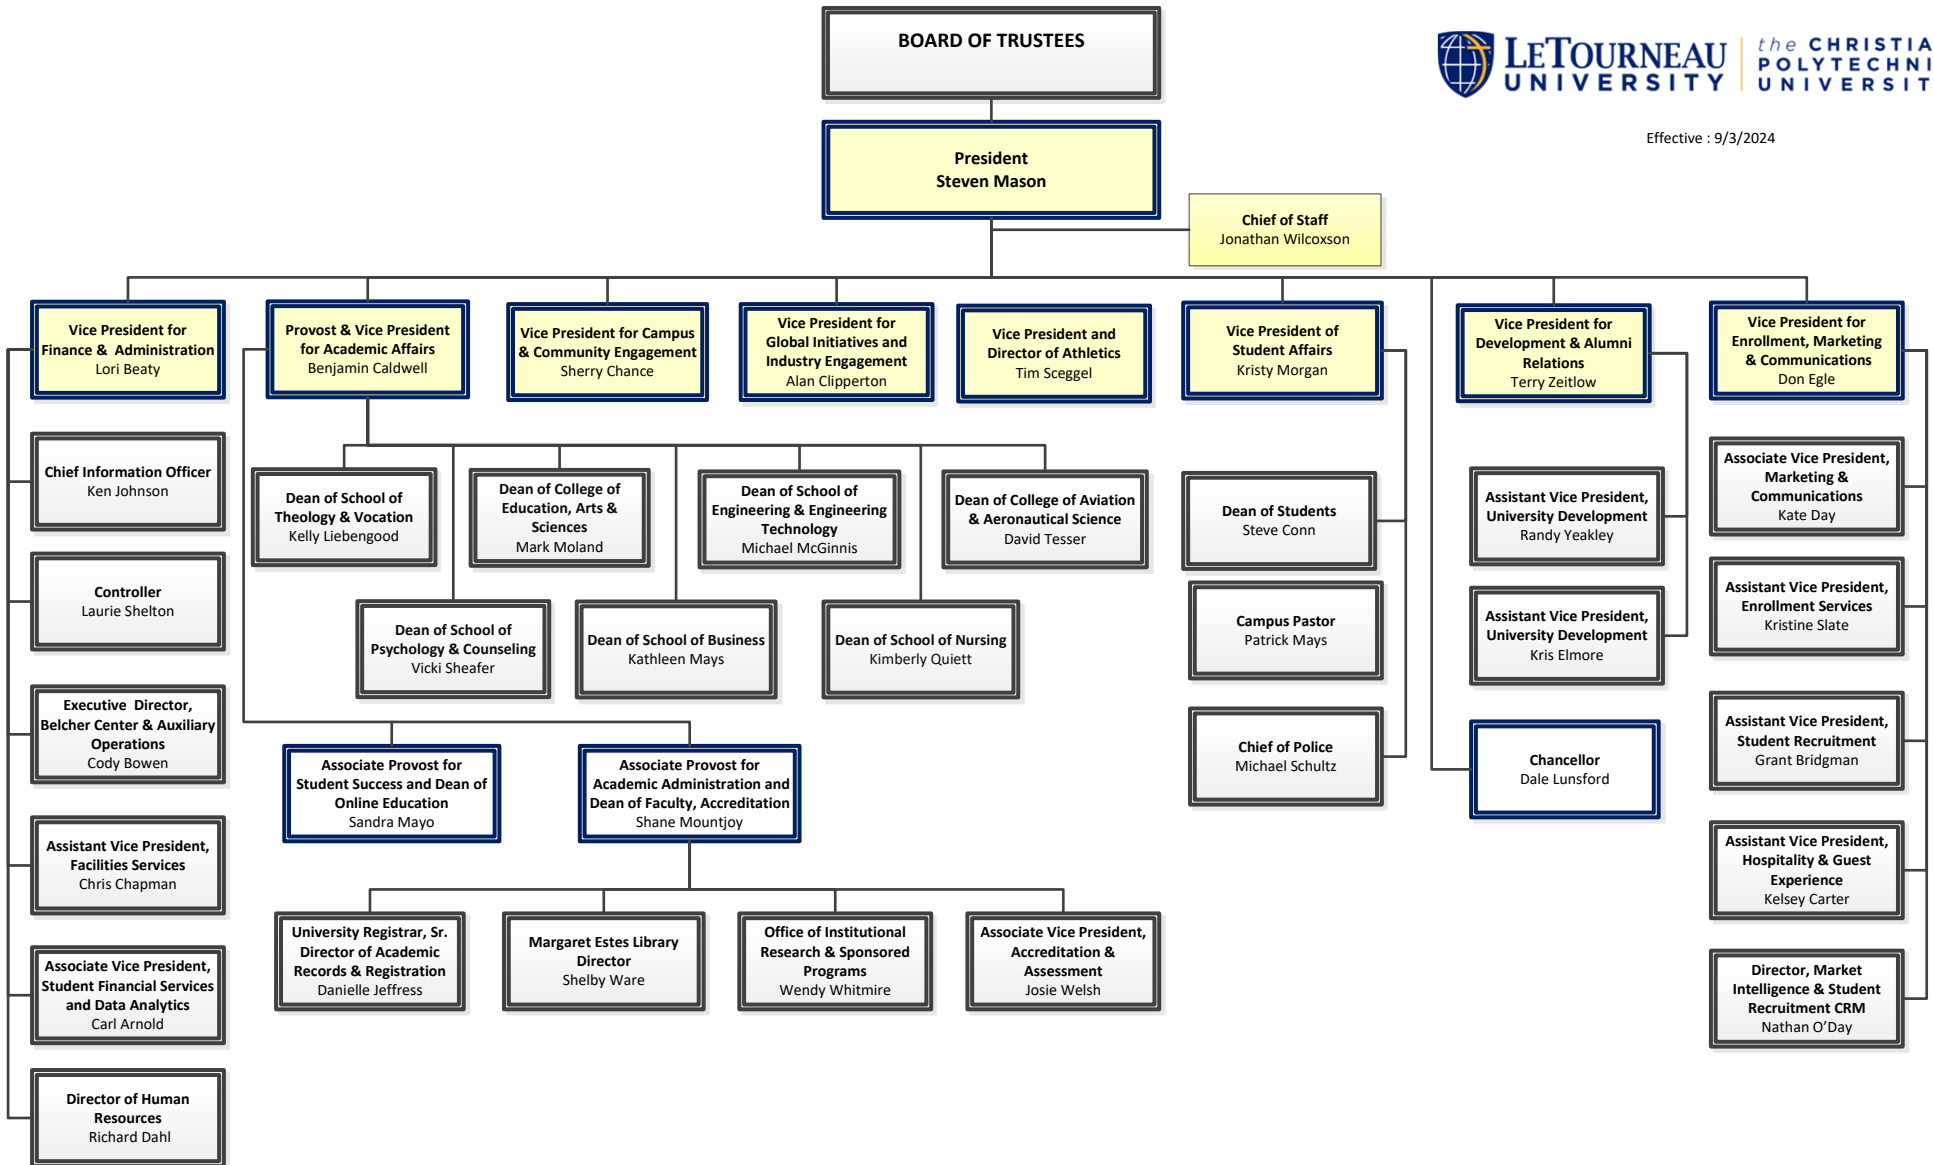 BOARD OF TRUSTEES
LETOURNEAU
UNIVERSITY
the CHRISTIA
POLYTECHNI
UNIVERSIT
Effective : 9/3/2024
President
Steven Mason
Chief of Staff
Jonathan Wilcoxson
Vice President for
Finance & Administration
Lori Beaty
Provost & Vice President
for Academic Affairs
Benjamin Caldwell
Vice President for Campus
& Community Engagement
Sherry Chance
Vice President for
Global Initiatives and
Industry Engagement
Alan Clipperton
Vice President and
Director of Athletics
Tim Sceggel
Vice President of
Student Affairs
Kristy Morgan
Vice President for
Development & Alumni
Relations
Terry Zeitlow
Vice President for
Enrollment, Marketing
& Communications
Don Egle
Chief Information Officer
Ken Johnson
Controller
Laurie Shelton
Executive Director,
Belcher Center & Auxiliary
Operations
Cody Bowen
Assistant Vice President,
Facilities Services
Chris Chapman
Associate Vice President,
Student Financial Services
and Data Analytics
Carl Arnold
Director of Human
Resources
Richard Dahl
Dean of School of
Theology & Vocation
Kelly Liebengood
Dean of College of
Education, Arts &
Sciences
Mark Moland
Dean of School of
Engineering & Engineering
Technology
Michael McGinnis
Dean of College of Aviation
& Aeronautical Science
David Tesser
Dean of School of
Psychology & Counseling
Vicki Sheafer
Dean of School of Business
Kathleen Mays
Dean of School of Nursing
Kimberly Quiett
Associate Provost for
Student Success and Dean of
Online Education
Sandra Mayo
Associate Provost for
Academic Administration and
Dean of Faculty, Accreditation
Shane Mountjoy
University Registrar, Sr.
Director of Academic
Records & Registration
Danielle Jeffress
Margaret Estes Library
Director
Shelby Ware
Office of Institutional
Research & Sponsored
Programs
Wendy Whitmire
Associate Vice President,
Accreditation &
Assessment
Josie Welsh
Dean of Students
Steve Conn
Campus Pastor
Patrick Mays
Chief of Police
Michael Schultz
Assistant Vice President,
University Development
Randy Yeakley
Assistant Vice President,
University Development
Kris Elmore
Chancellor
Dale Lunsford
Associate Vice President,
Marketing &
Communications
Kate Day
Assistant Vice President,
Enrollment Services
Kristine Slate
Assistant Vice President,
Student Recruitment
Grant Bridgman
Assistant Vice President,
Hospitality & Guest
Experience
Kelsey Carter
Director, Market
Intelligence & Student
Recruitment CRM
Nathan O’Day